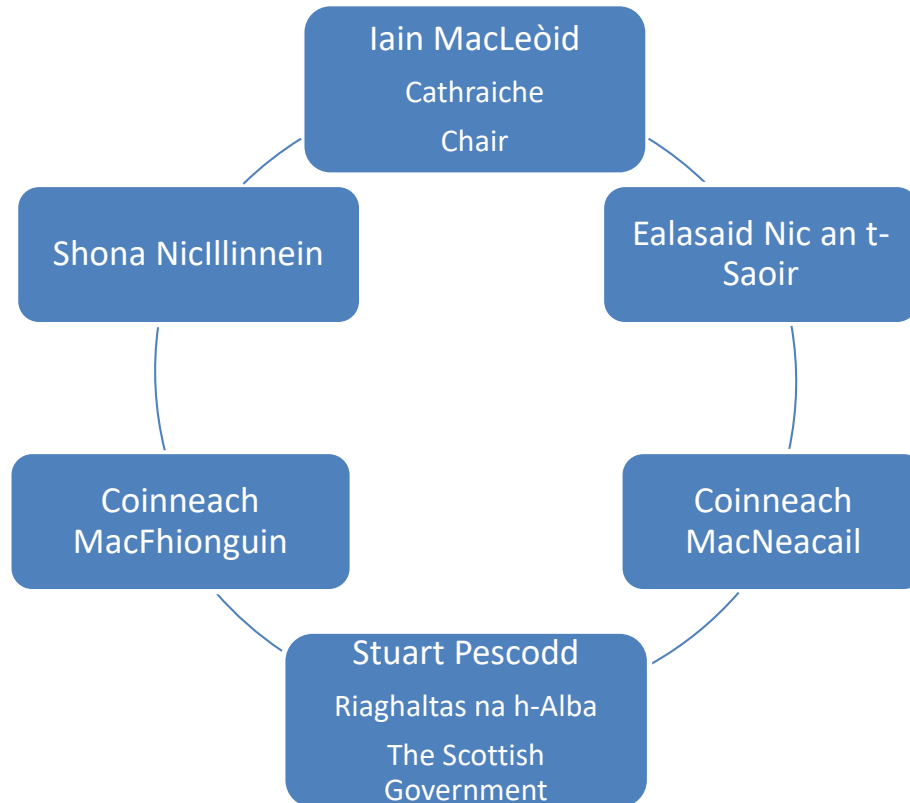 Iain MacLeòid
Cathraiche
Chair
Shona NicIllinnein
Ealasaid Nic an t-
Saoir
Coinneach
MacFhionguin
Coinneach
MacNeacail
Stuart Pescodd
Riaghaltas na h-Alba
The Scottish
Government